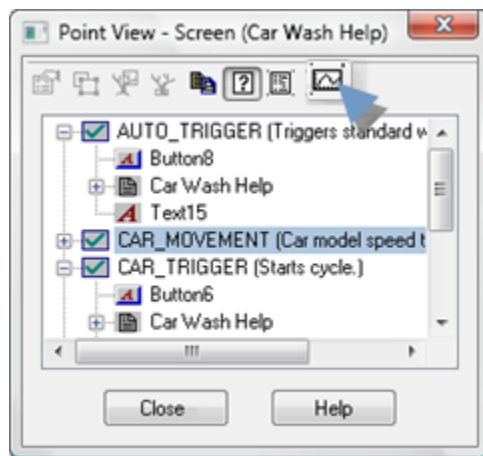 Point View - Screen (Car Wash Help)
AUTO_TRIGGER (Triggers standard w
Button8
Car Wash Help
Text15
CAR_MOVEMENT (Car model speed t
CAR_TRIGGER (Starts cycle.)
Button6
Car Wash Help
Close Help